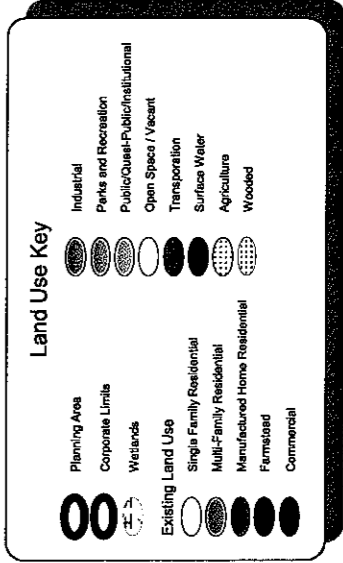 Land Use Key
Planning Area
Corporate Limits
Wetlands
Existing Land Use
Single Family Residential
Multi-Family Residential
Manufactured Home Residential
Farmstead
Commercial
Industrial
Parks and Recreation
Public/Quasi-Public/Institutional
Open Space / Vacant
Transporation
Surface Water
Agriculture
Wooded